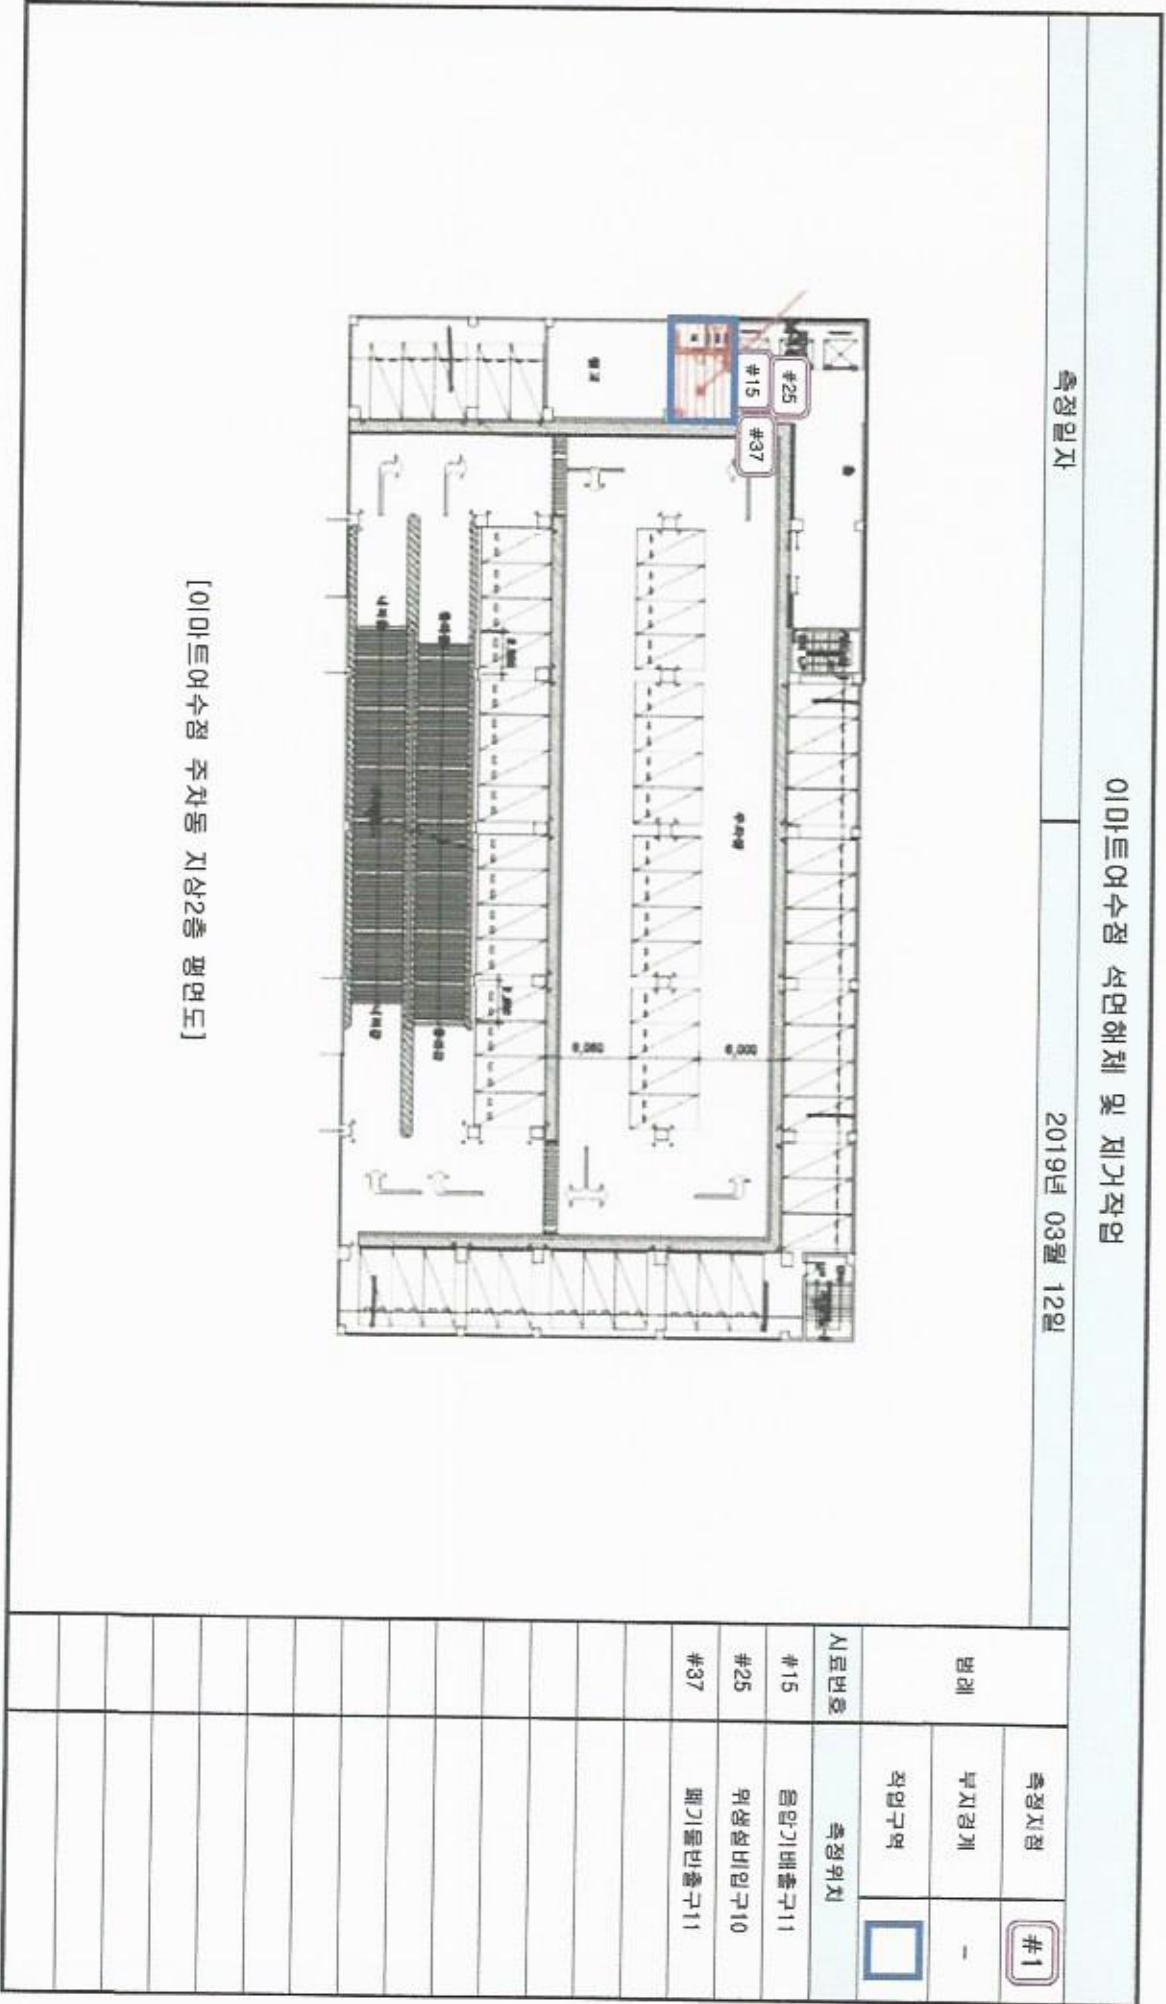 이마트여수점 석면해체 및 제거작업
측정일자 2019년 03월 12일
범례 측정지점 #1
부지경계 -
작업구역
시료번호 측정위치
#15 음압기배출구11
#25 위생설비입구10
#37 폐기물반출구11
#25
#15
#37
주차장
6,000
[이마트여수점 주차동 지상2층 평면도]